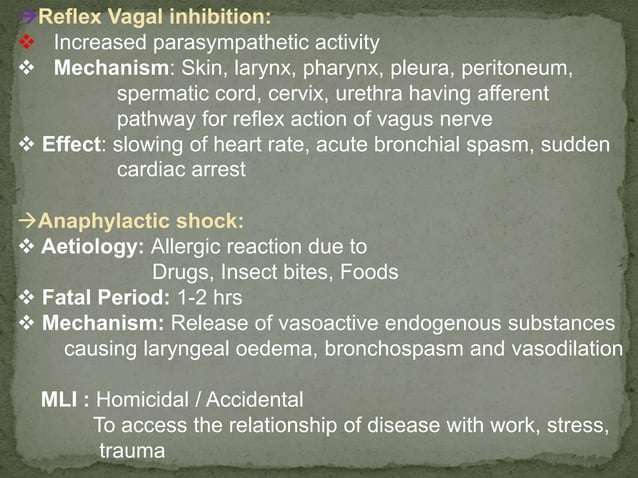 →Reflex Vagal inhibition:
❖ Increased parasympathetic activity
❖ Mechanism: Skin, larynx, pharynx, pleura, peritoneum,
spermatic cord, cervix, urethra having afferent
pathway for reflex action of vagus nerve
❖ Effect: slowing of heart rate, acute bronchial spasm, sudden
cardiac arrest
→Anaphylactic shock:
❖ Aetiology: Allergic reaction due to
Drugs, Insect bites, Foods
❖ Fatal Period: 1-2 hrs
❖ Mechanism: Release of vasoactive endogenous substances
causing laryngeal oedema, bronchospasm and vasodilation
MLI : Homicidal / Accidental
To access the relationship of disease with work, stress,
trauma